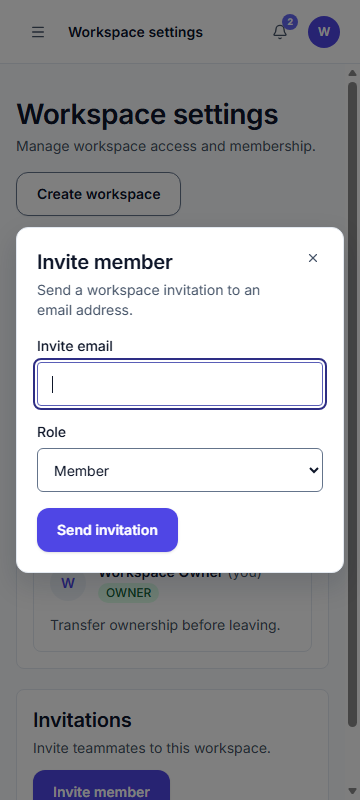 Workspace settings
2
W
Workspace settings
Manage workspace access and membership.
Create workspace
Invite member
Send a workspace invitation to an
email address.
Invite email
Role
Member
Send invitation
W
Workspace Owner (you)
OWNER
Transfer ownership before leaving.
Invitations
Invite teammates to this workspace.
Invite member